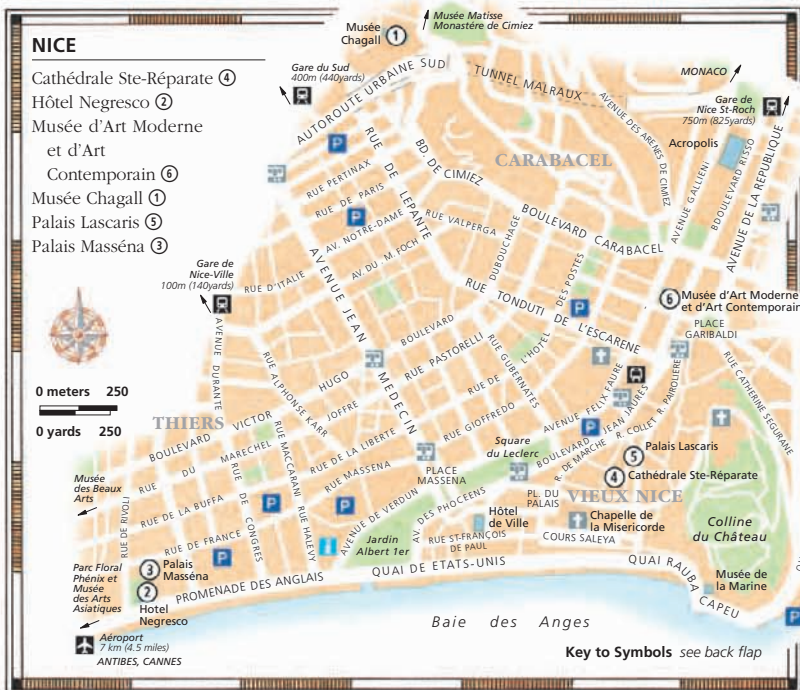 NICE
Cathédrale Ste-Réparate ④
Hôtel Negresco ②
Musée d'Art Moderne
et d'Art
Contemporain ⑥
Musée Chagall ①
Palais Lascaris ⑤
Palais Masséna ③
0 meters 250
0 yards 250
Musée
Chagall ①
Musée Matisse
Monastére de Cimiez
Gare du Sud
400m (440yards)
AUTOROUTE URBAINE SUD
TUNNEL MALRAUX
MONACO
Gare de
Nice St-Roch
750m (825yards)
Acropolis
AVENUE DES ARENES DE CIMIEZ
AVENUE GALLIENI
BDOULEVARD RISSO
AVENUE DE LA REPUBLIQUE
CARABACEL
BD. DE CIMIEZ
BOULEVARD CARABACEL
P
RUE DE LEPANTE
RUE PERTINAX
RUE DE PARIS
P
AV. NOTRE-DAME
AV. DU M. FOCH
RUE VALPERGA
DUBOUCHAGE
DES POSTES
Gare de
Nice-Ville
100m (140yards)
RUE D'ITALIE
AVENUE JEAN MEDECIN
RUE TONDUTI DE L'ESCARENE
P
⑥ Musée d'Art Moderne
et d'Art Contemporain
PLACE
GARIBALDI
AVENUE DURANTE
RUE ALPHONSE KARR
BOULEVARD
VICTOR
HUGO
BOULEVARD
RUE PASTORELLI
RUE GUBERNATES
RUE DE
L'HOTEL
RUE DU MARECHEL JOFFRE
RUE GIOFFREDO
AVENUE FELIX FAURE
BOULEVARD JEAN JAURES
P
R. DE MARCHE
R. COLLET
R. PAIROLIERE
RUE CATHERINE SEGURANE
THIERS
RUE MACCARANI
RUE DE LA LIBERTE
RUE MASSENA
PLACE
MASSENA
Square
du Leclerc
⑤ Palais Lascaris
④ Cathédrale Ste-Réparate
VIEUX NICE
Musée
des Beaux
Arts
RUE DE RIVOLI
RUE DE LA BUFFA
RUE DE CONGRES
RUE HALEVY
P
P
AVENUE DE VERDUN
AV. DES PHOCEENS
Hôtel
de Ville
PL. DU
PALAIS
Chapelle de
la Misericorde
Colline
du Château
RUE DE FRANCE
P
Jardin
Albert 1er
RUE ST-FRANÇOIS
DE PAUL
COURS SALEYA
③ Palais
Masséna
② Hotel
Negresco
Parc Floral
Phénix et
Musée
des Arts
Asiatiques
PROMENADE DES ANGLAIS
QUAI DE ETATS-UNIS
QUAI RAUBA CAPEU
Musée de
la Marine
P
Baie des Anges
Aéroport
7 km (4.5 miles)
ANTIBES, CANNES
Key to Symbols see back flap